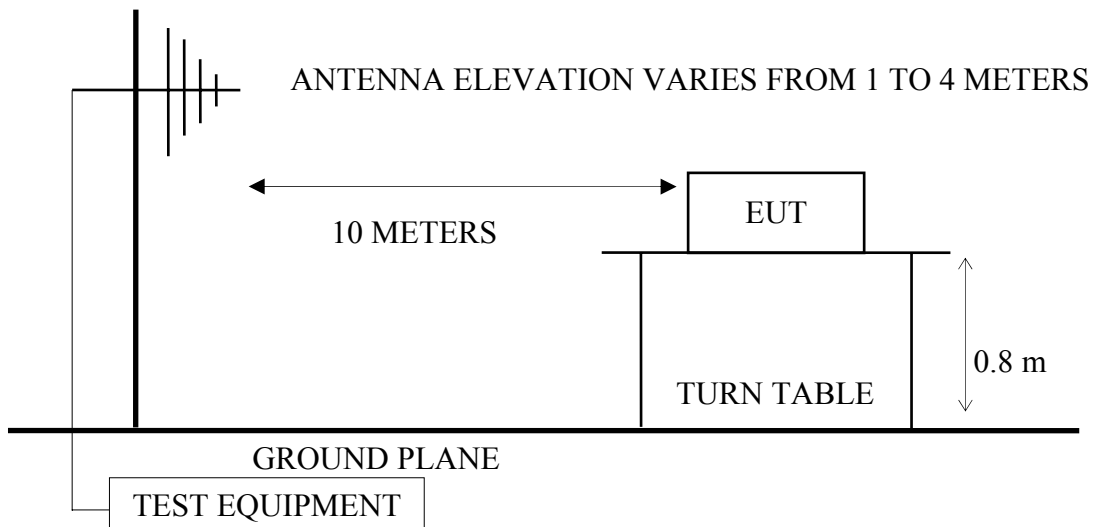 ANTENNA ELEVATION VARIES FROM 1 TO 4 METERS
EUT
10 METERS
0.8 m
TURN TABLE
GROUND PLANE
TEST EQUIPMENT